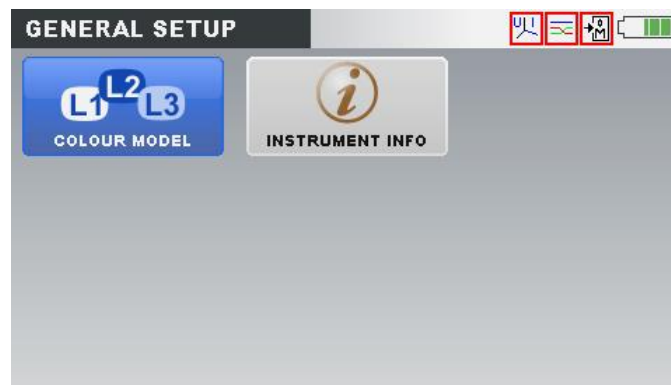 GENERAL SETUP
L1 L2 L3
COLOUR MODEL
i
INSTRUMENT INFO